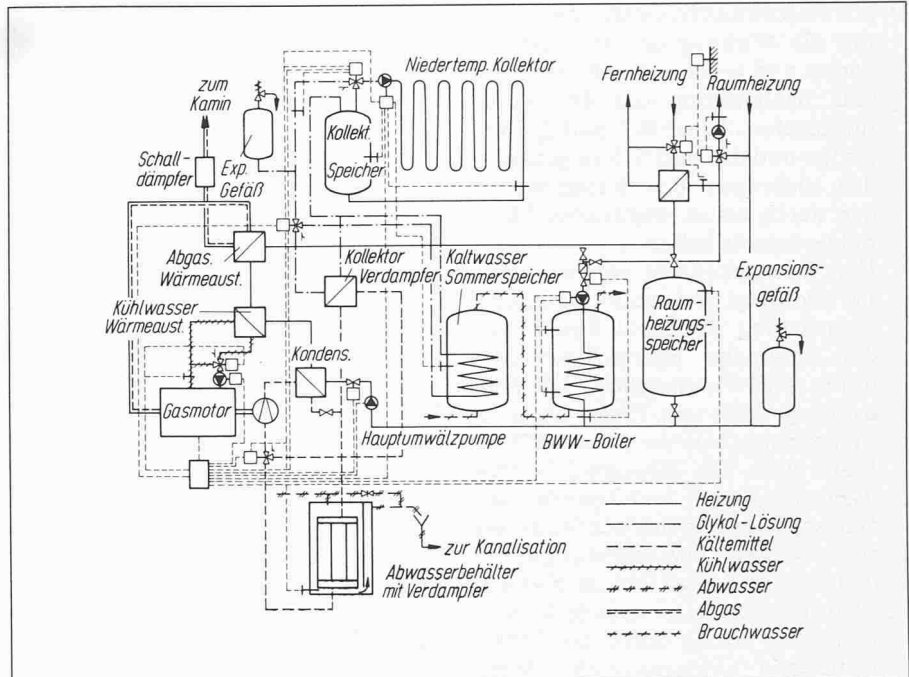 zum
Kamin
Niedertemp. Kollektor
Fernheizung
Raumheizung
Schall-
dämpfer
Exp.
Gefäß
Kollekt.
Speicher
Abgas.
Wärmeaust.
Kühlwasser
Wärmeaust.
Kollektor
Verdampfer
Kaltwasser
Sommerspeicher
Expansions-
gefäß
Raum-
heizungs-
speicher
Kondens.
Gasmotor
Hauptumwälzpumpe
BWW-Boiler
zur Kanalisation
Abwasserbehälter
mit Verdampfer
Heizung
Glykol-Lösung
Kältemittel
Kühlwasser
Abwasser
Abgas
Brauchwasser